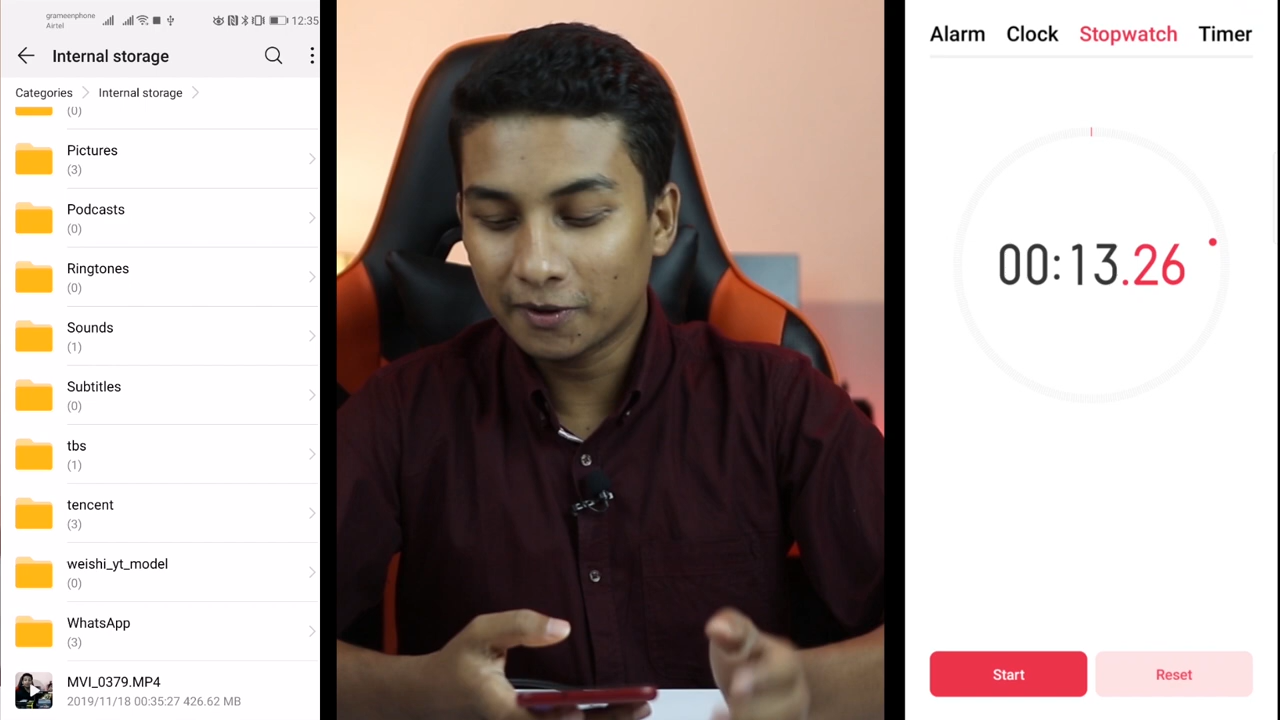 grameenphone
Airtel
12:35
Internal storage
Categories
Internal storage
(0)
Pictures
(3)
Podcasts
(0)
Ringtones
(0)
Sounds
(1)
Subtitles
(0)
tbs
(1)
tencent
(3)
weishi_yt_model
(0)
WhatsApp
(3)
MVI_0379.MP4
2019/11/18 00:35:27 426.62 MB
Alarm Clock Stopwatch Timer
00:13.26
Start Reset